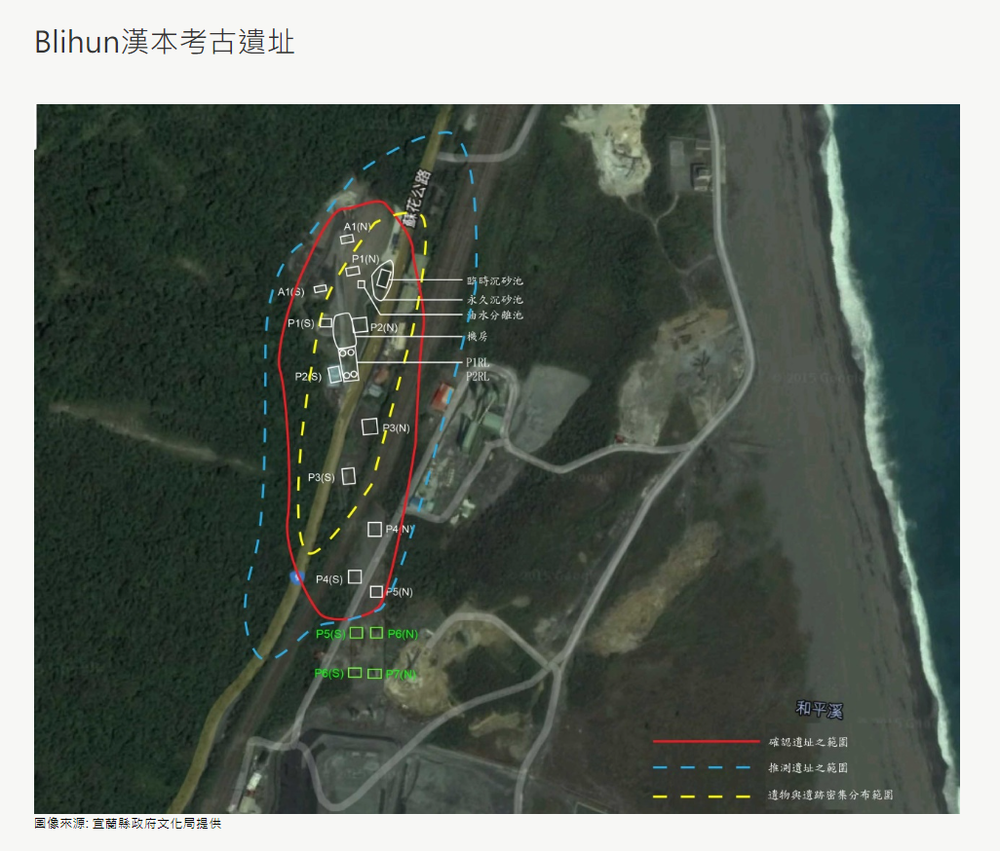 Blihun漢本考古遺址
蘇花公路
A1(N)
P1(N)
臨時沉砂池
A1(S)
永久沉砂池
油水分離池
P1(S)
P2(N)
機房
P1RL
P2(S)
P2RL
P3(N)
P3(S)
P4(N)
P4(S)
P5(N)
P5(S)
P6(N)
P6(S)
P7(N)
和平溪
確認遺址之範圍
推測遺址之範圍
遺物與遺跡密集分布範圍
圖像來源: 宜蘭縣政府文化局提供